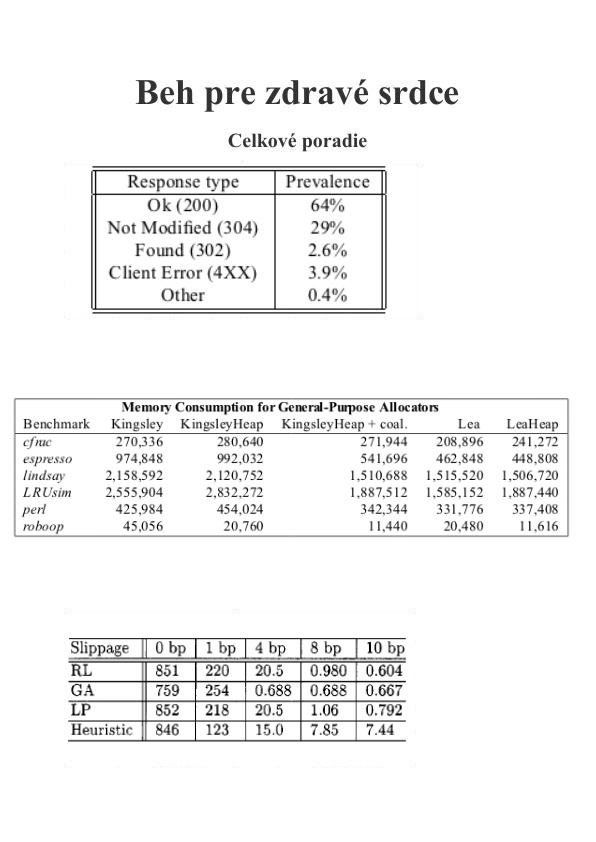 Beh pre zdravé srdce
Celkové poradie
Response type Prevalence
Ok (200) 64%
Not Modified (304) 29%
Found (302) 2.6%
Client Error (4XX) 3.9%
Other 0.4%
Memory Consumption for General-Purpose Allocators
Benchmark Kingsley KingsleyHeap KingsleyHeap + coal. Lea LeaHeap
cfrac 270,336 280,640 271,944 208,896 241,272
espresso 974,848 992,032 541,696 462,848 448,808
lindsay 2,158,592 2,120,752 1,510,688 1,515,520 1,506,720
LRUsim 2,555,904 2,832,272 1,887,512 1,585,152 1,887,440
perl 425,984 454,024 342,344 331,776 337,408
roboop 45,056 20,760 11,440 20,480 11,616
Slippage 0 bp 1 bp 4 bp 8 bp 10 bp
RL 851 220 20.5 0.980 0.604
GA 759 254 0.688 0.688 0.667
LP 852 218 20.5 1.06 0.792
Heuristic 846 123 15.0 7.85 7.44